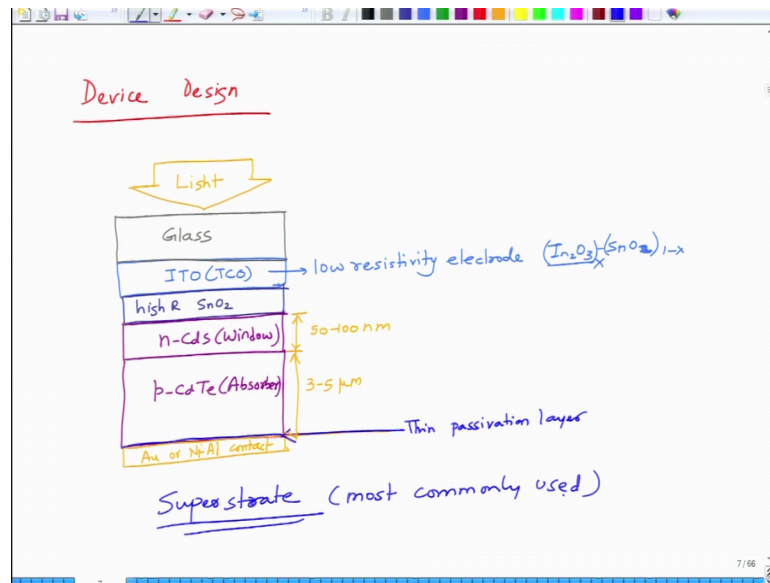 B I
Device Design
Light
Glass
ITO (TCO) → low resistivity electrode (In₂O₃)ₓ-(SnO₂)₁₋ₓ
high R SnO₂
n-Cds (Window) 50-100 nm
p-CdTe (Absorber) 3-5 μm
Thin passivation layer
Au or Ni-Al contact
Superstrate (most commonly used)
7/66